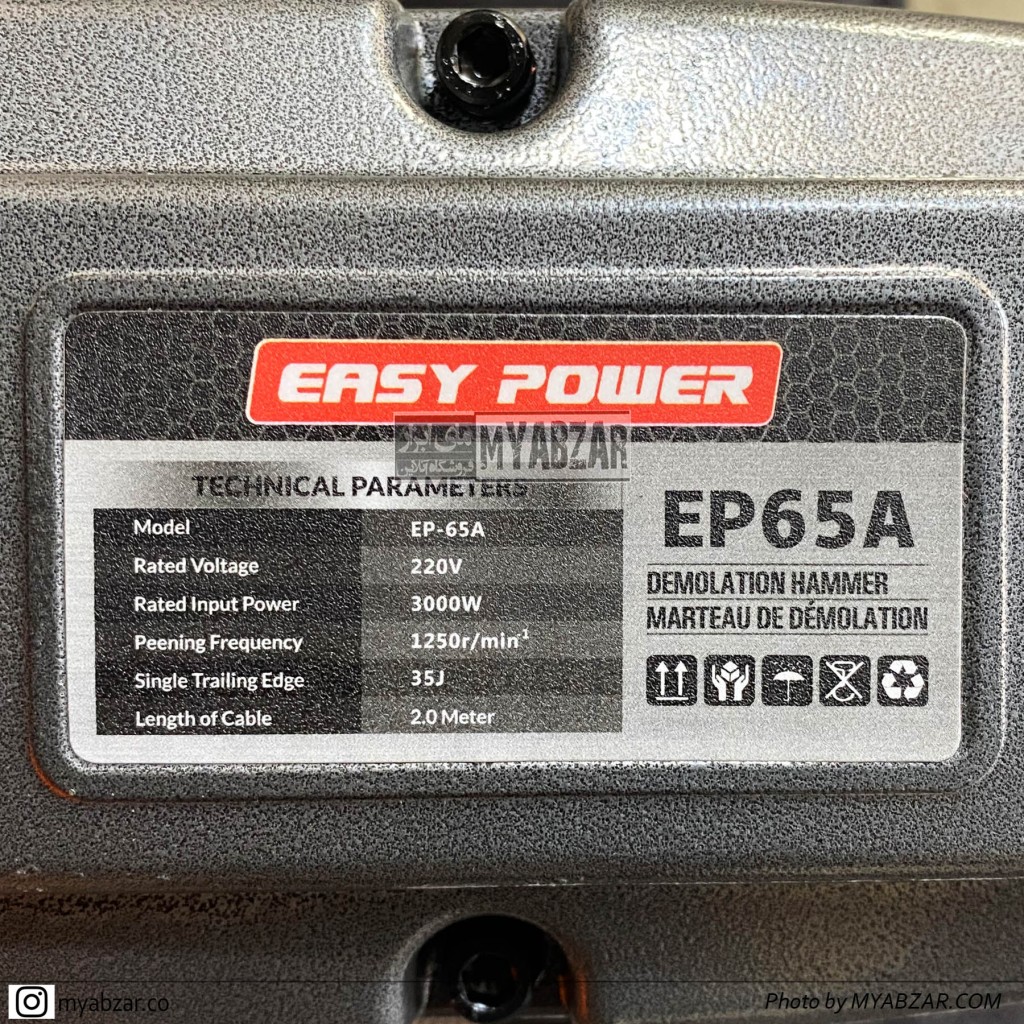 EASY POWER
فروشگاه آنلاین
MYABZAR
TECHNICAL PARAMETERS
Model EP-65A
Rated Voltage 220V
Rated Input Power 3000W
Peening Frequency 1250r/min⁻¹
Single Trailing Edge 35J
Length of Cable 2.0 Meter
EP65A
DEMOLATION HAMMER
MARTEAU DE DÉMOLATION
myabzar.co
Photo by MYABZAR.COM